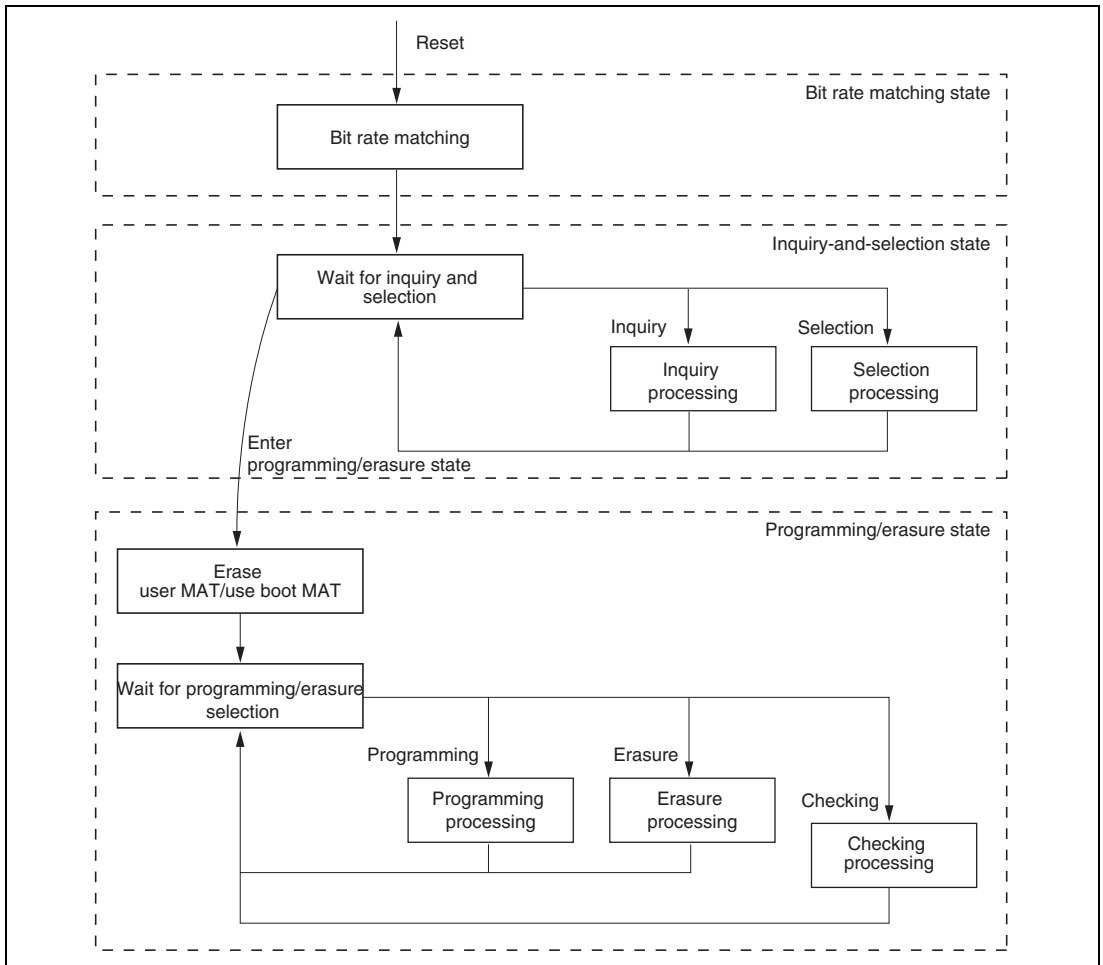 Reset
Bit rate matching state
Bit rate matching
Inquiry-and-selection state
Wait for inquiry and
selection
Inquiry
Selection
Inquiry
processing
Selection
processing
Enter
programming/erasure state
Programming/erasure state
Erase
user MAT/use boot MAT
Wait for programming/erasure
selection
Programming
Erasure
Checking
Programming
processing
Erasure
processing
Checking
processing